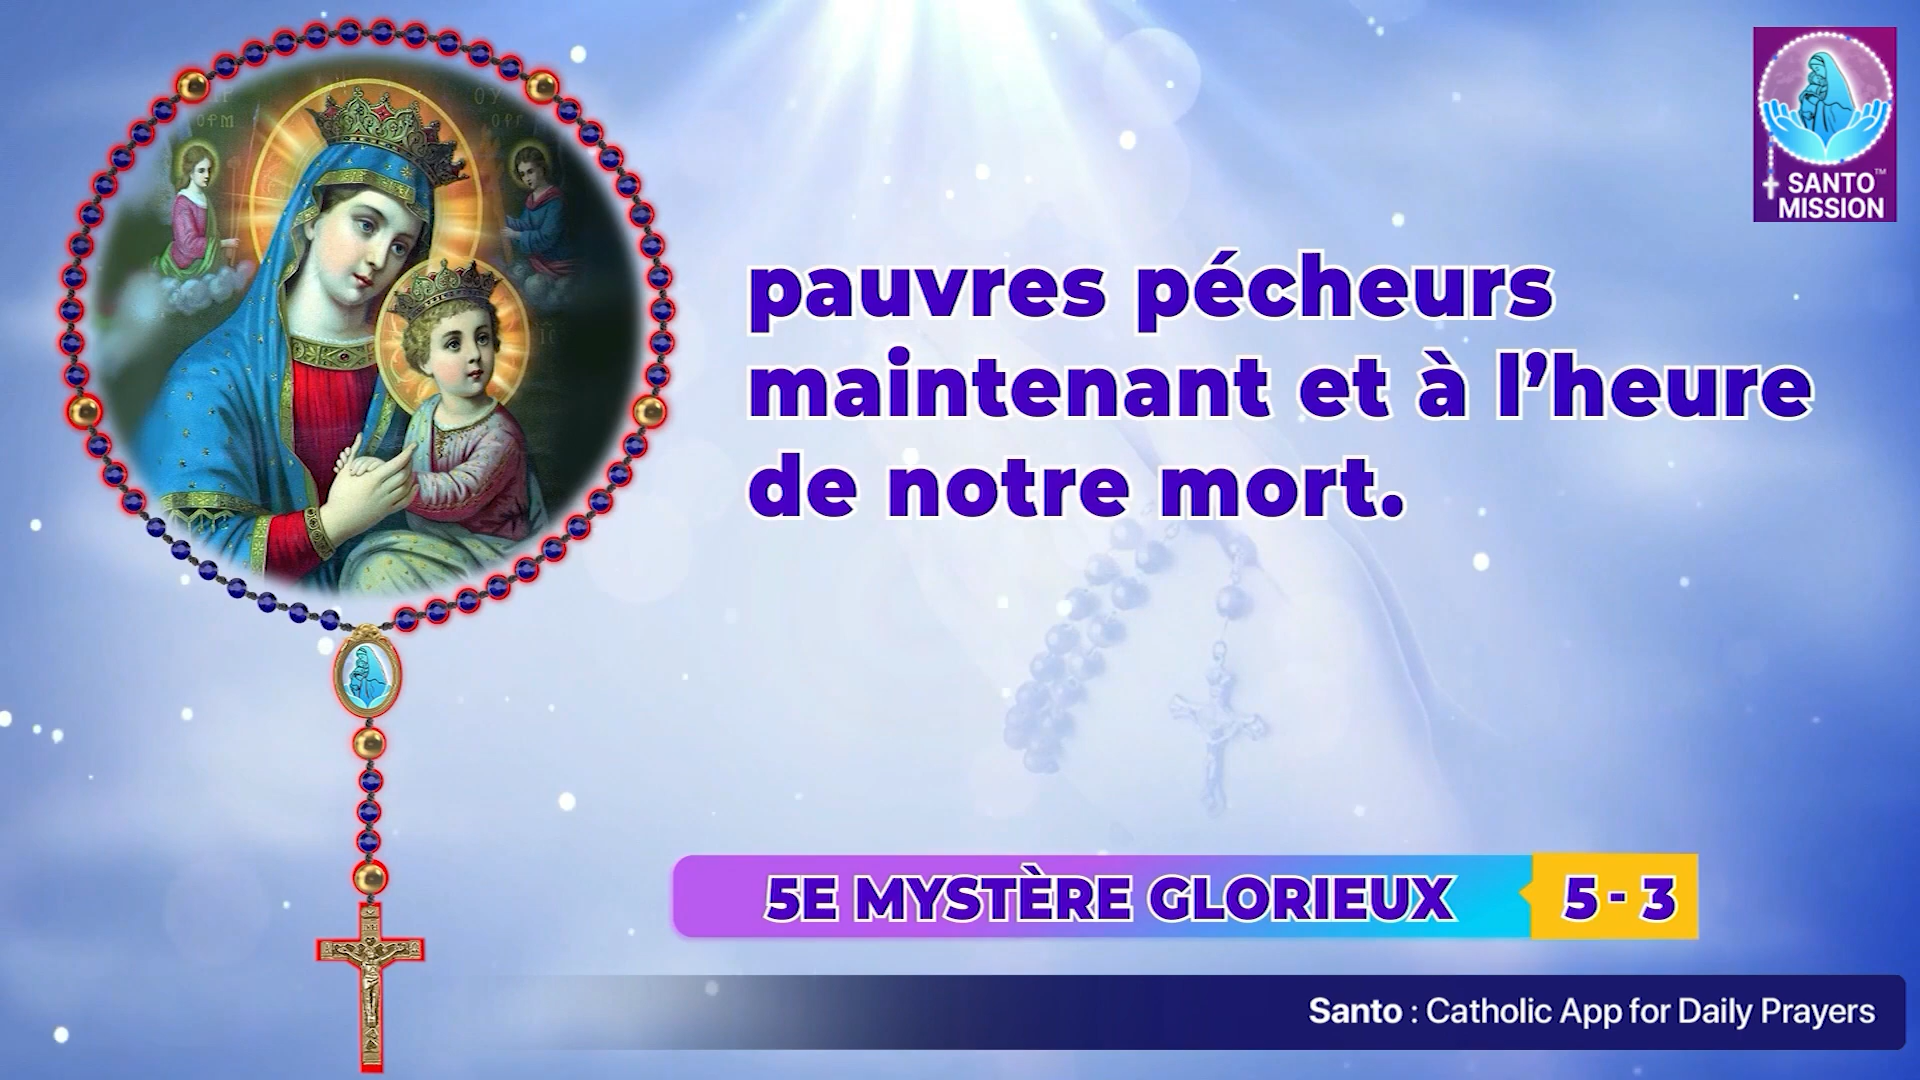 SANTO™
MISSION
pauvres pécheurs
maintenant et à l’heure
de notre mort.
5E MYSTÈRE GLORIEUX
5 - 3
Santo : Catholic App for Daily Prayers